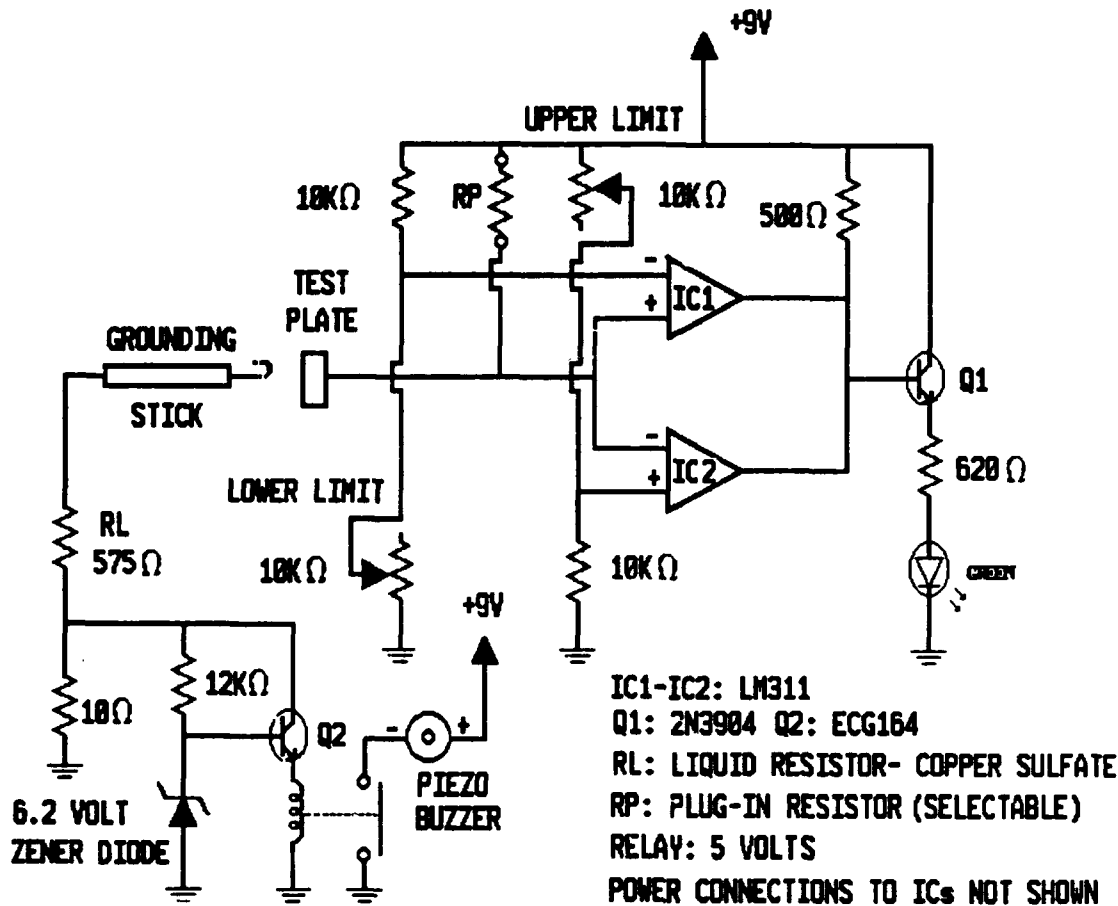 +9V
UPPER LIMIT
10KΩ
RP
10KΩ
500Ω
TEST
PLATE
-
+
IC1
GROUNDING
STICK
Q1
-
+
IC2
620Ω
LOWER LIMIT
RL
575Ω
10KΩ
10KΩ
GREEN
+9V
12KΩ
10Ω
Q2
-
+
PIEZO
BUZZER
6.2 VOLT
ZENER DIODE
IC1-IC2: LM311
Q1: 2N3904 Q2: ECG164
RL: LIQUID RESISTOR- COPPER SULFATE
RP: PLUG-IN RESISTOR (SELECTABLE)
RELAY: 5 VOLTS
POWER CONNECTIONS TO ICs NOT SHOWN